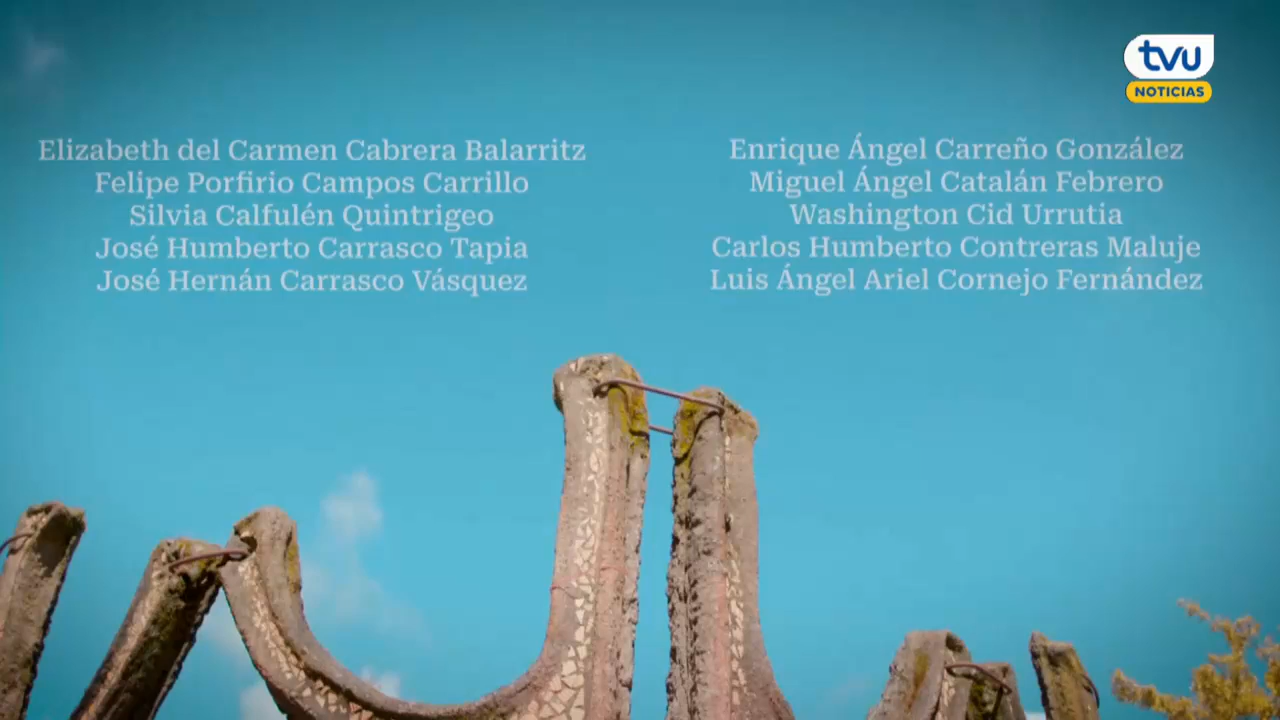 tvu
NOTICIAS
Elizabeth del Carmen Cabrera Balarritz
Felipe Porfirio Campos Carrillo
Silvia Calfulén Quintrigeo
José Humberto Carrasco Tapia
José Hernán Carrasco Vásquez
Enrique Ángel Carreño González
Miguel Ángel Catalán Febrero
Washington Cid Urrutia
Carlos Humberto Contreras Maluje
Luis Ángel Ariel Cornejo Fernández